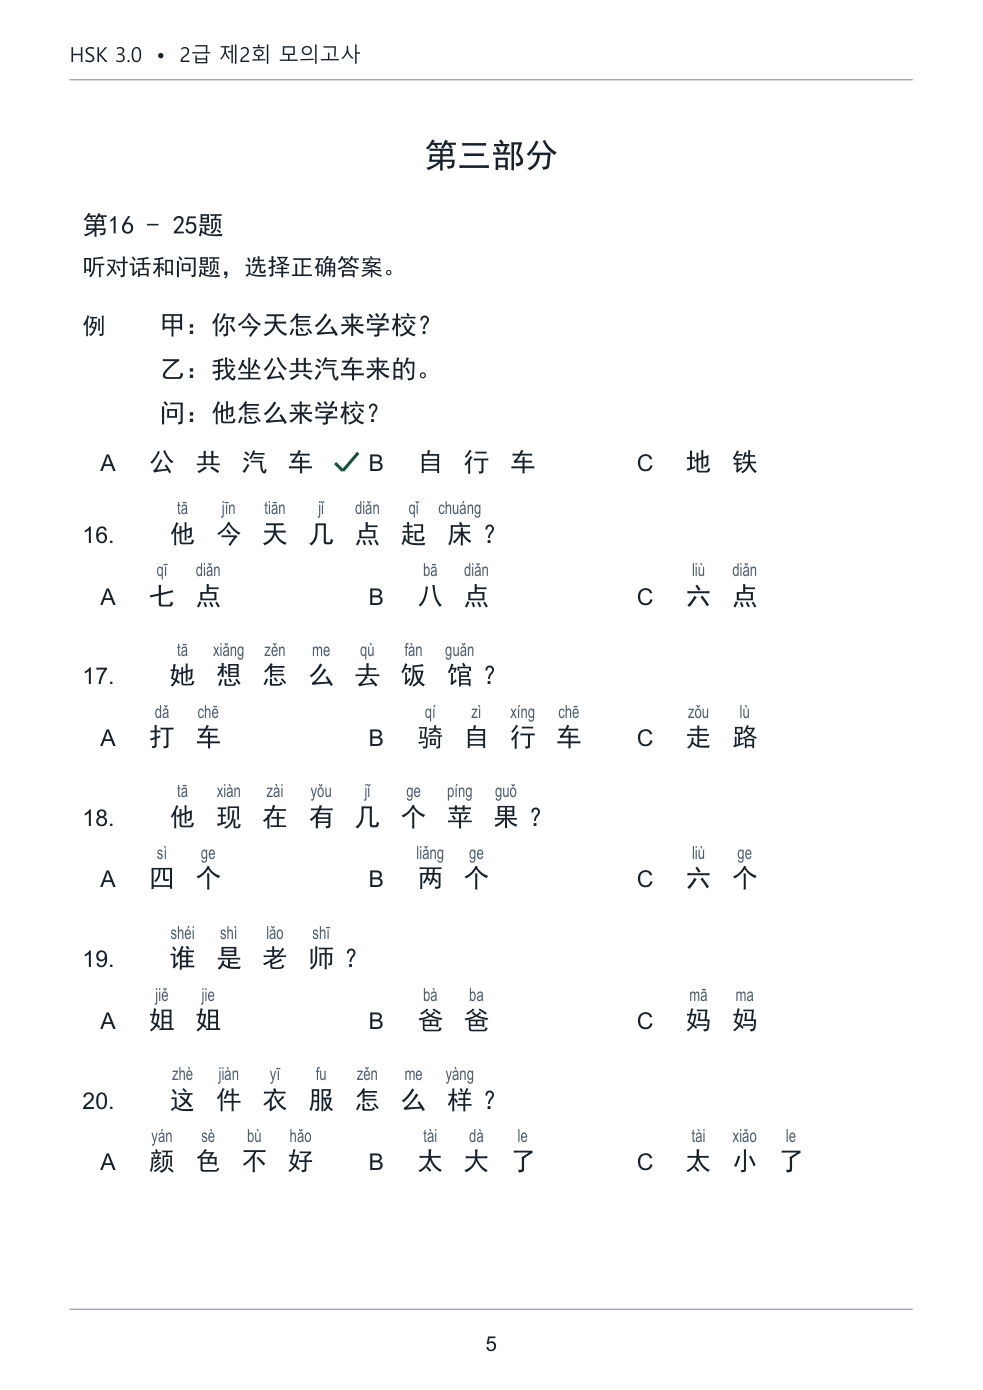 HSK 3.0 • 2급 제2회 모의고사
第三部分
第16 – 25题
听对话和问题，选择正确答案。
例 甲：你今天怎么来学校？
乙：我坐公共汽车来的。
问：他怎么来学校？
A 公共汽车 ✓ B 自行车 C 地铁
tā jīn tiān jǐ diǎn qǐ chuáng
16. 他今天几点起床？
qī diǎn bā diǎn liù diǎn
A 七点 B 八点 C 六点
tā xiǎng zěn me qù fàn guǎn
17. 她想怎么去饭馆？
dǎ chē qí zì xíng chē zǒu lù
A 打车 B 骑自行车 C 走路
tā xiàn zài yǒu jǐ ge píng guǒ
18. 他现在有几个苹果？
sì ge liǎng ge liù ge
A 四个 B 两个 C 六个
shéi shì lǎo shī
19. 谁是老师？
jiě jie bà ba mā ma
A 姐姐 B 爸爸 C 妈妈
zhè jiàn yī fu zěn me yàng
20. 这件衣服怎么样？
yán sè bù hǎo tài dà le tài xiǎo le
A 颜色不好 B 太大了 C 太小了
5